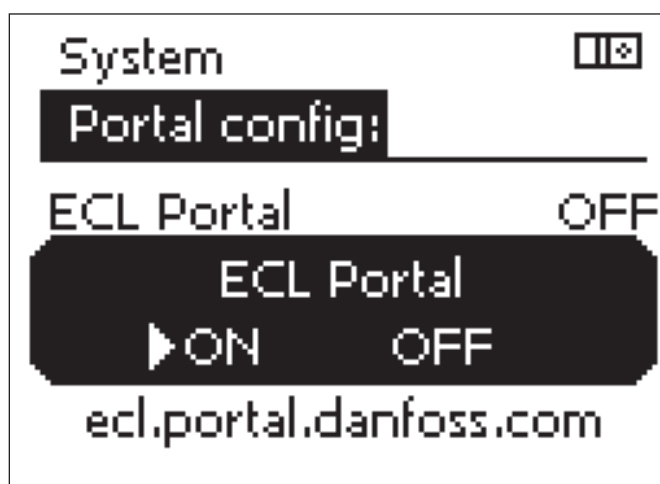 System
Portal config:
ECL Portal OFF
ECL Portal
ON OFF
ecl.portal.danfoss.com